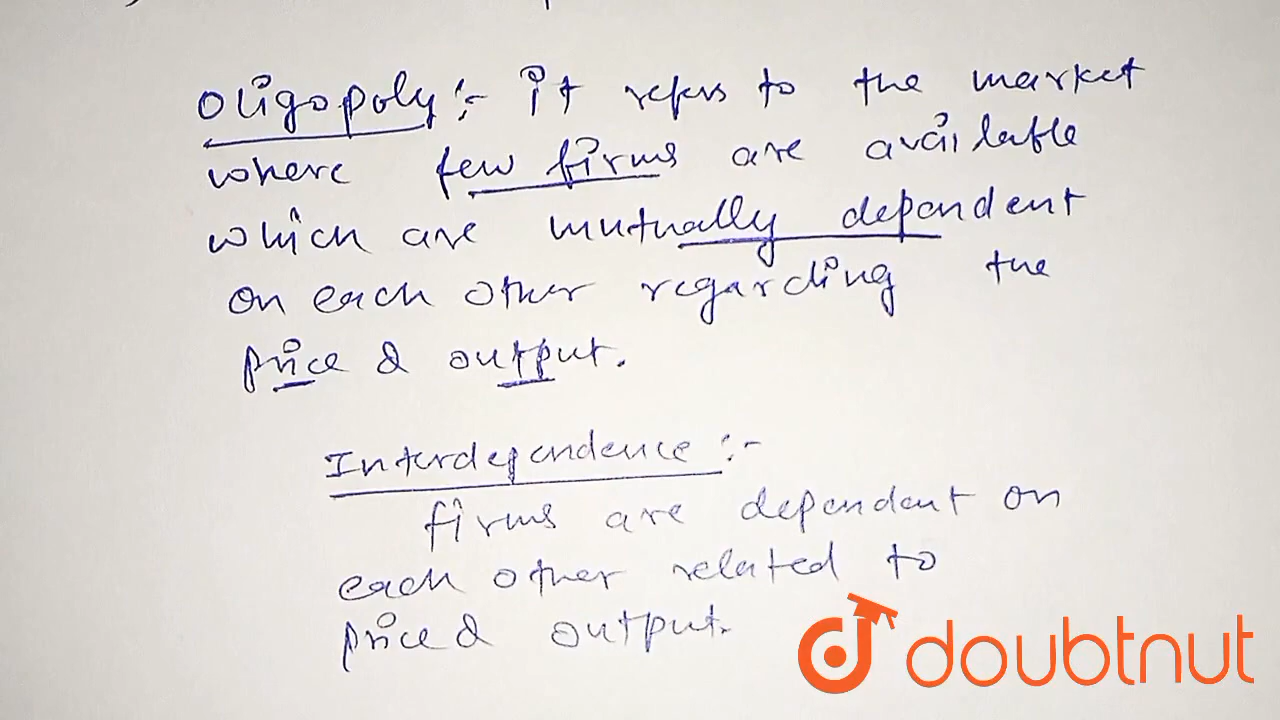 Oligopoly :- It refers to the market
where few firms are available
which are mutually dependent
on each other regarding the
price & output.
Interdependence :-
firms are dependent on
each other related to
price & output.
doubtnut